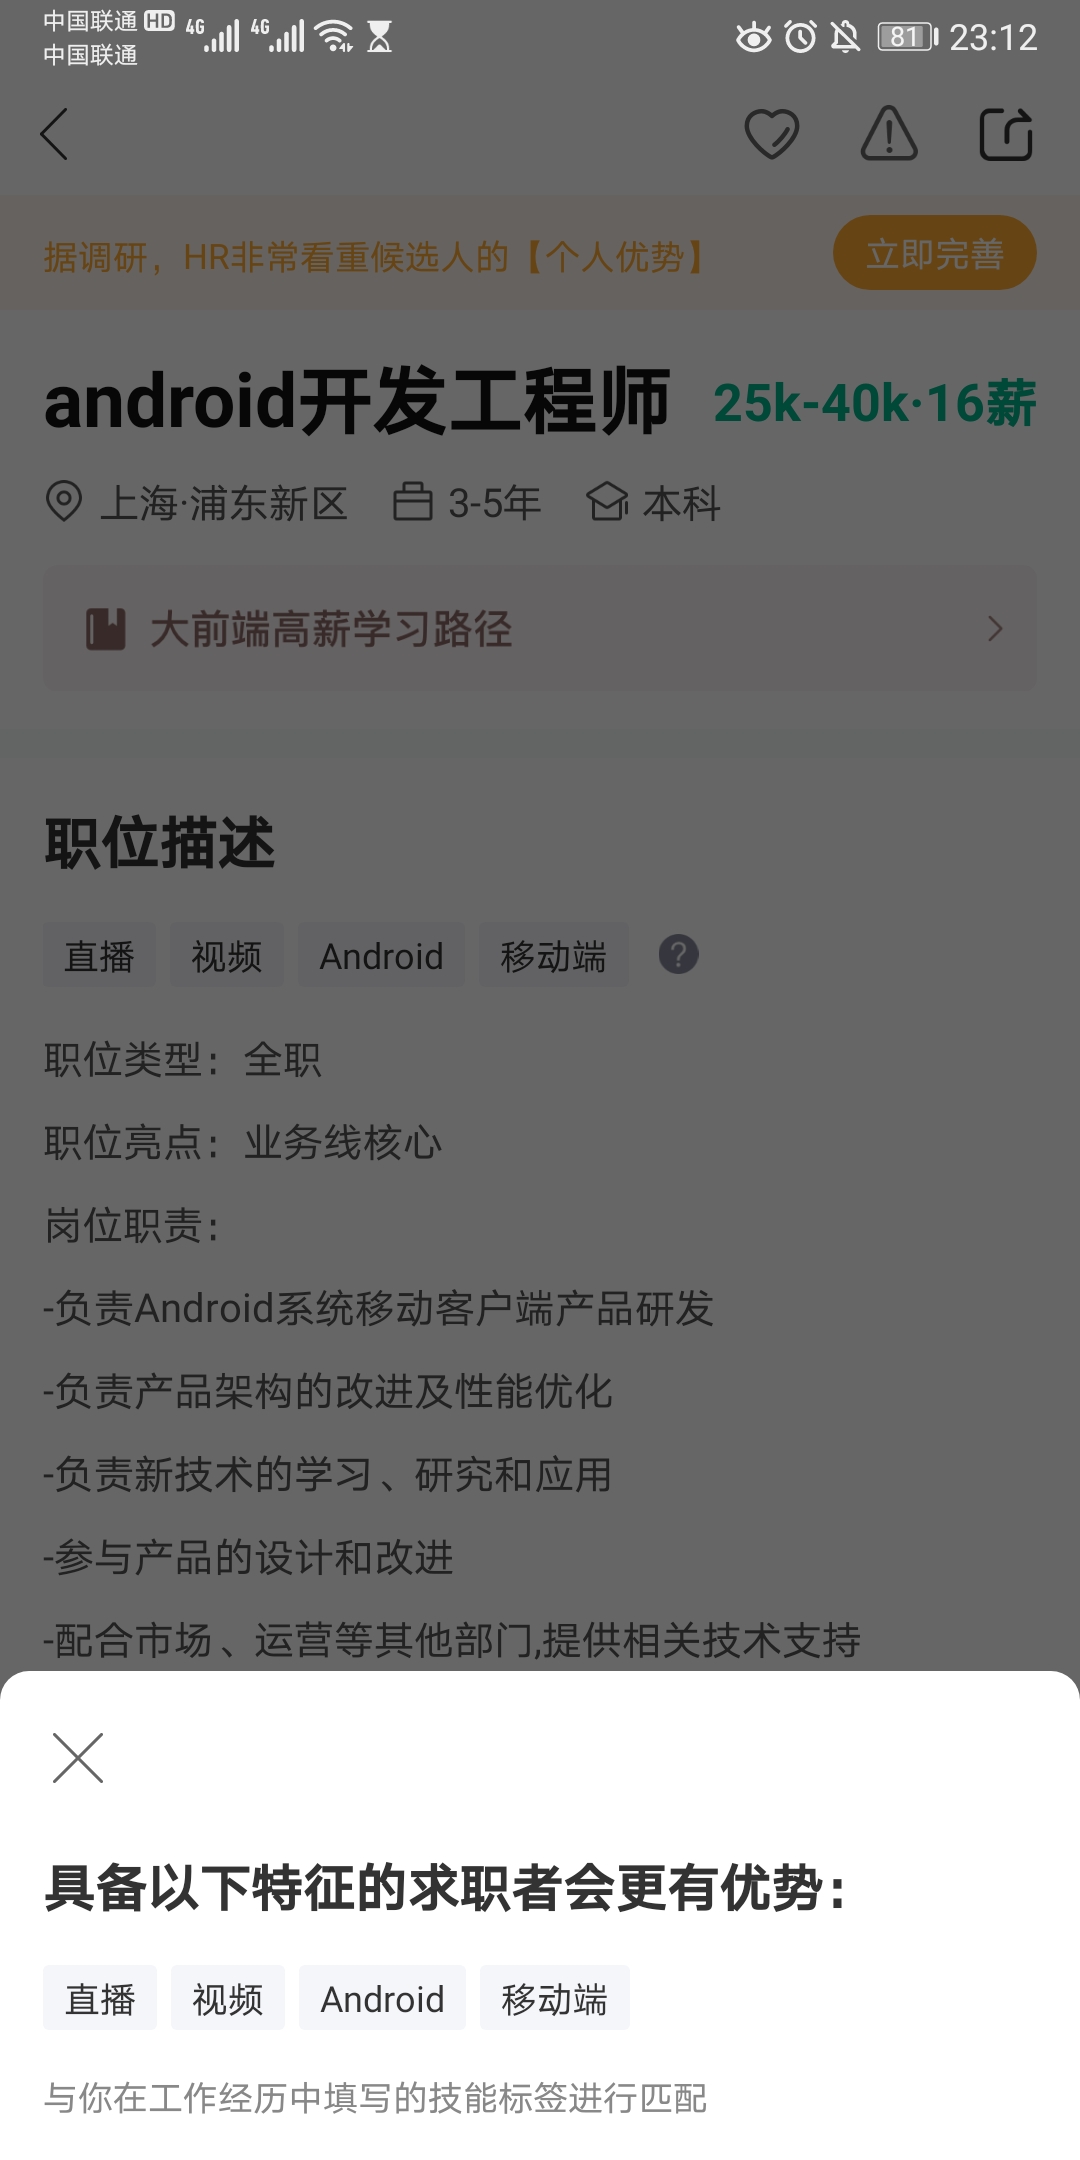 中国联通 HD 4G 4G 81 23:12
中国联通
据调研，HR非常看重候选人的【个人优势】 立即完善
android开发工程师 25k-40k·16薪
上海·浦东新区 3-5年 本科
大前端高薪学习路径
职位描述
直播 视频 Android 移动端 ?
职位类型：全职
职位亮点：业务线核心
岗位职责：
-负责Android系统移动客户端产品研发
-负责产品架构的改进及性能优化
-负责新技术的学习、研究和应用
-参与产品的设计和改进
-配合市场、运营等其他部门,提供相关技术支持
具备以下特征的求职者会更有优势：
直播 视频 Android 移动端
与你在工作经历中填写的技能标签进行匹配